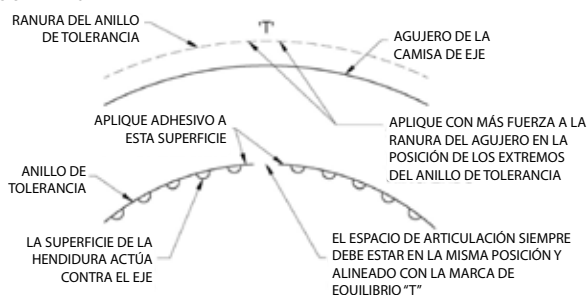 RANURA DEL ANILLO
DE TOLERANCIA
'T'
AGUJERO DE LA
CAMISA DE EJE
APLIQUE ADHESIVO A
ESTA SUPERFICIE
APLIQUE CON MÁS FUERZA A LA
RANURA DEL AGUJERO EN LA
POSICIÓN DE LOS EXTREMOS
DEL ANILLO DE TOLERANCIA
ANILLO DE
TOLERANCIA
LA SUPERFICIE DE LA
HENDIDURA ACTÚA
CONTRA EL EJE
EL ESPACIO DE ARTICULACIÓN SIEMPRE
DEBE ESTAR EN LA MISMA POSICIÓN Y
ALINEADO CON LA MARCA DE
EQUILIBRIO “T”